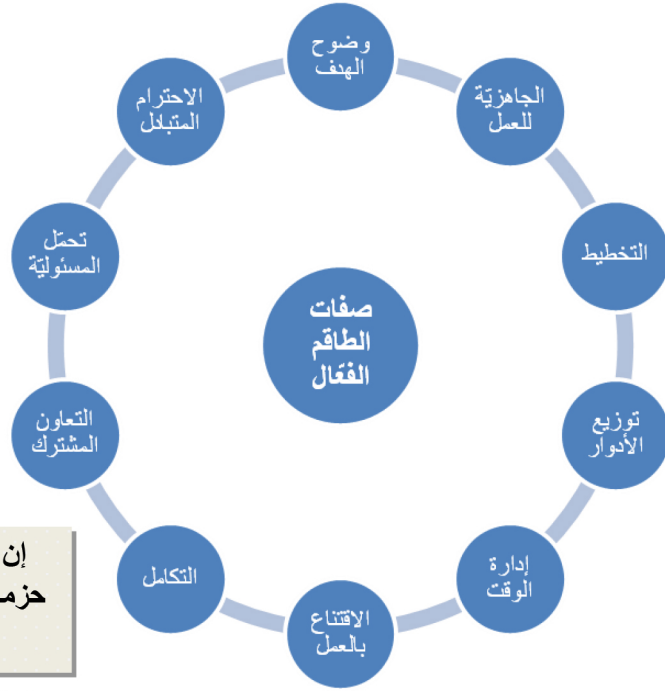 وضوح
الهدف
الجاهزيّة
للعمل
التخطيط
توزيع
الأدوار
إدارة
الوقت
الاقتناع
بالعمل
التكامل
التعاون
المشترك
تحمّل
المسئوليّة
الاحترام
المتبادل
صفات
الطاقم
الفعّال
إن
حزمـ